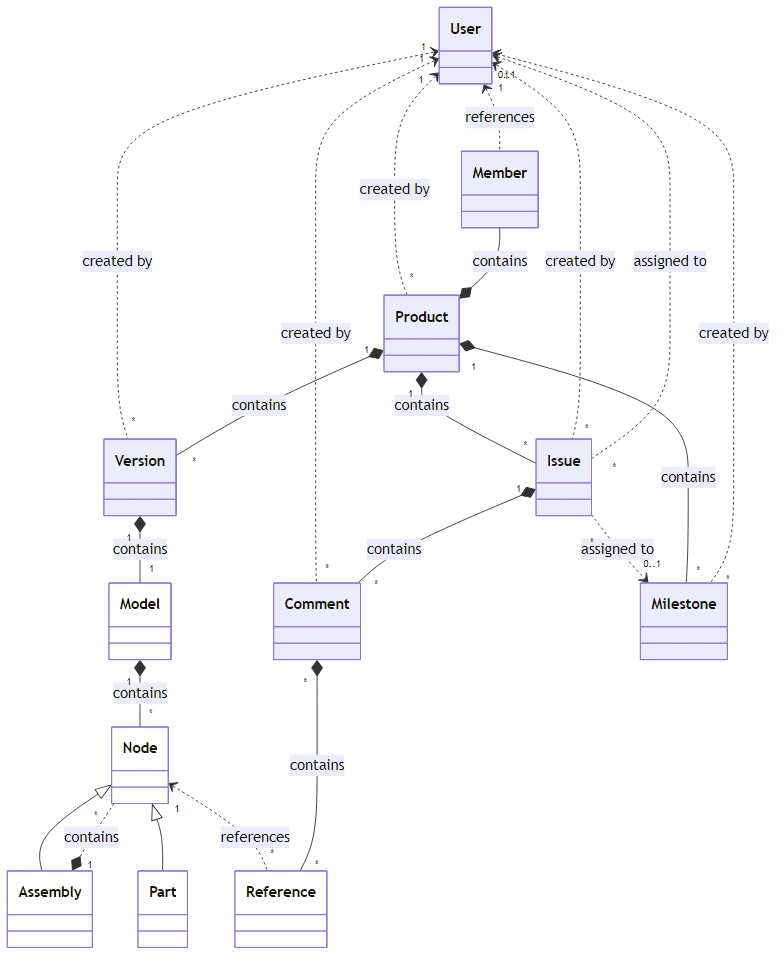 User
1
1
1
0..1
1
references
Member
created by
created by
contains
created by
assigned to
*
Product
created by
created by
1
1
1
contains
contains
*
*
*
*
*
Version
Issue
contains
1
1
*
contains
contains
assigned to
1
0..1
*
*
*
*
Model
Comment
Milestone
1
*
contains
*
Node
contains
*
1
contains
references
1
*
*
Assembly
Part
Reference